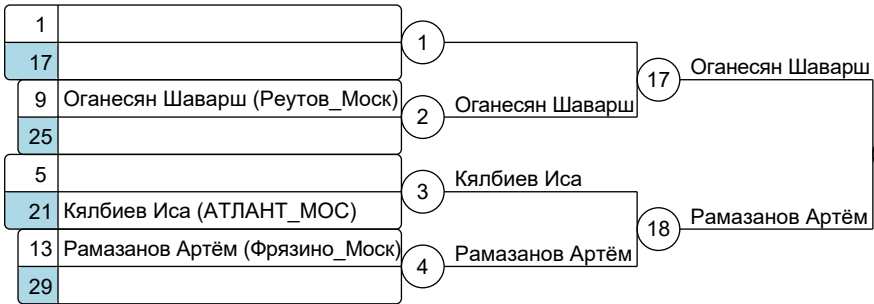 1
17
1
9 Оганесян Шаварш (Реутов_Моск)
25
2
Оганесян Шаварш
17
Оганесян Шаварш
5
21 Кялбиев Иса (АТЛАНТ_МОС)
3
Кялбиев Иса
13 Рамазанов Артём (Фрязино_Моск)
29
4
Рамазанов Артём
18
Рамазанов Артём